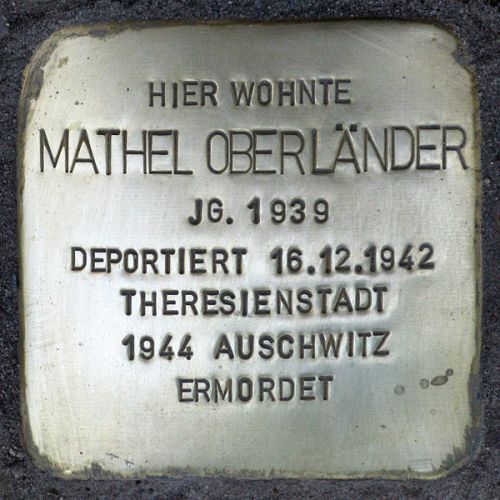 HIER WOHNTE
MATHEL OBERLÄNDER
JG. 1939
DEPORTIERT 16.12.1942
THERESIENSTADT
1944 AUSCHWITZ
ERMORDET